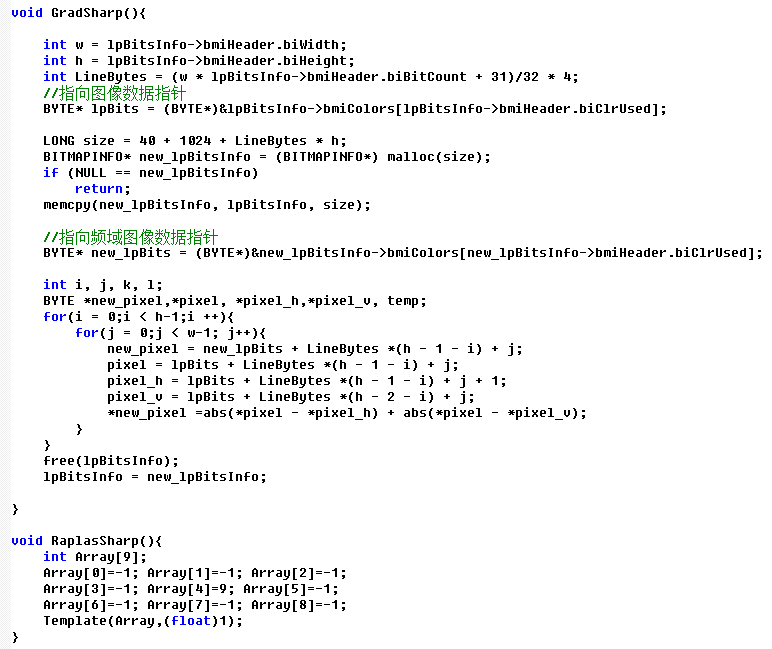 void GradSharp(){

    int w = lpBitsInfo->bmiHeader.biWidth;
    int h = lpBitsInfo->bmiHeader.biHeight;
    int LineBytes = (w * lpBitsInfo->bmiHeader.biBitCount + 31)/32 * 4;
    //指向图像数据指针
    BYTE* lpBits = (BYTE*)&lpBitsInfo->bmiColors[lpBitsInfo->bmiHeader.biClrUsed];

    LONG size = 40 + 1024 + LineBytes * h;
    BITMAPINFO* new_lpBitsInfo = (BITMAPINFO*) malloc(size);
    if (NULL == new_lpBitsInfo)
        return;
    memcpy(new_lpBitsInfo, lpBitsInfo, size);

    //指向频域图像数据指针
    BYTE* new_lpBits = (BYTE*)&new_lpBitsInfo->bmiColors[new_lpBitsInfo->bmiHeader.biClrUsed];

    int i, j, k, l;
    BYTE *new_pixel,*pixel, *pixel_h,*pixel_v, temp;
    for(i = 0;i < h-1;i ++){
        for(j = 0;j < w-1; j++){
            new_pixel = new_lpBits + LineBytes *(h - 1 - i) + j;
            pixel = lpBits + LineBytes *(h - 1 - i) + j;
            pixel_h = lpBits + LineBytes *(h - 1 - i) + j + 1;
            pixel_v = lpBits + LineBytes *(h - 2 - i) + j;
            *new_pixel =abs(*pixel - *pixel_h) + abs(*pixel - *pixel_v);
        }
    }
    free(lpBitsInfo);
    lpBitsInfo = new_lpBitsInfo;

}

void RaplasSharp(){
    int Array[9];
    Array[0]=-1; Array[1]=-1; Array[2]=-1;
    Array[3]=-1; Array[4]=9; Array[5]=-1;
    Array[6]=-1; Array[7]=-1; Array[8]=-1;
    Template(Array,(float)1);
}